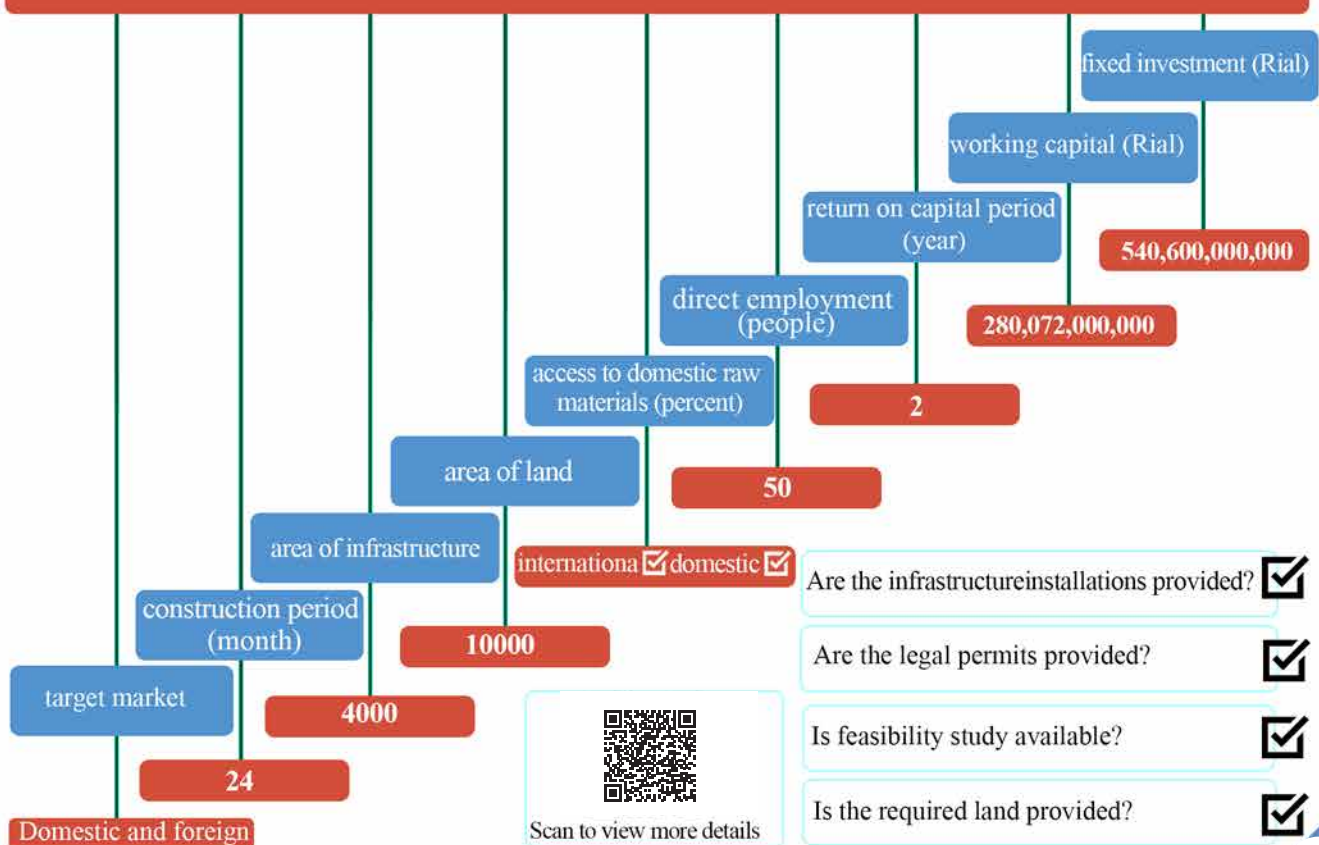 fixed investment (Rial)
540,600,000,000
working capital (Rial)
280,072,000,000
return on capital period
(year)
2
direct employment
(people)
50
access to domestic raw
materials (percent)
internationa domestic
area of land
10000
area of infrastructure
4000
construction period
(month)
24
target market
Domestic and foreign
Scan to view more details
Are the infrastructureinstallations provided?
Are the legal permits provided?
Is feasibility study available?
Is the required land provided?